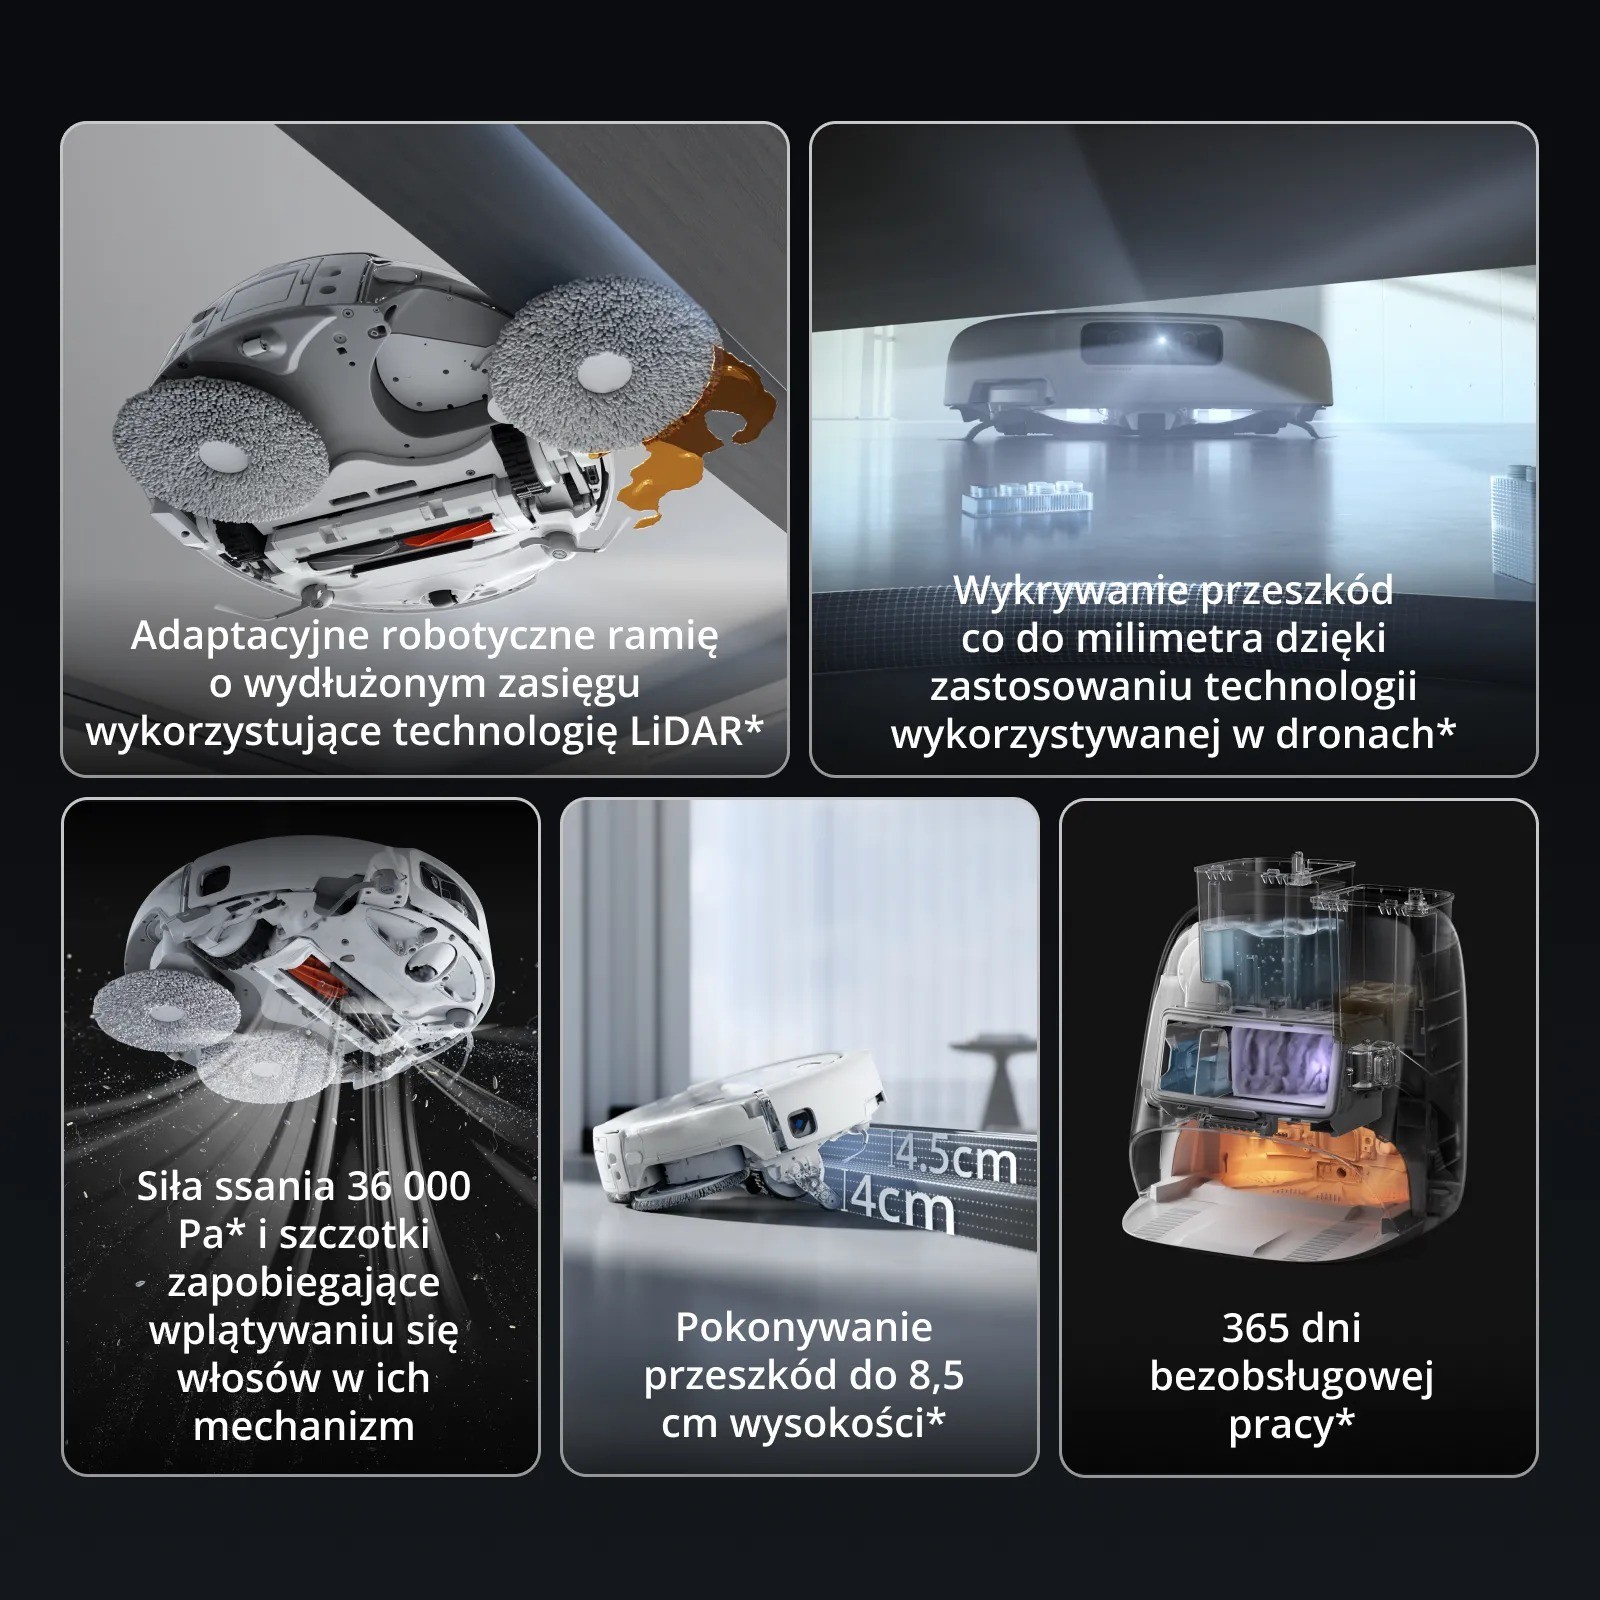 Adaptacyjne robotyczne ramię
o wydłużonym zasięgu
wykorzystujące technologię LiDAR*
Wykrywanie przeszkód
co do milimetra dzięki
zastosowaniu technologii
wykorzystywanej w dronach*
Siła ssania 36 000
Pa* i szczotki
zapobiegające
wplątywaniu się
włosów w ich
mechanizm
4.5cm
4cm
Pokonywanie
przeszkód do 8,5
cm wysokości*
365 dni
bezobsługowej
pracy*